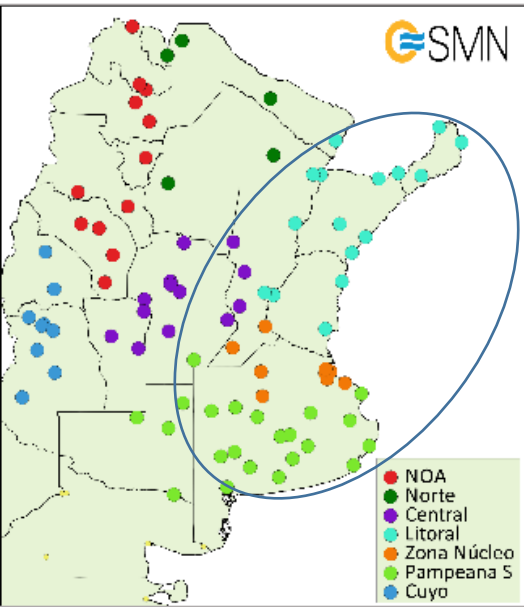 SMN
NOA
Norte
Central
Litoral
Zona Núcleo
Pampeana S
Cuyo